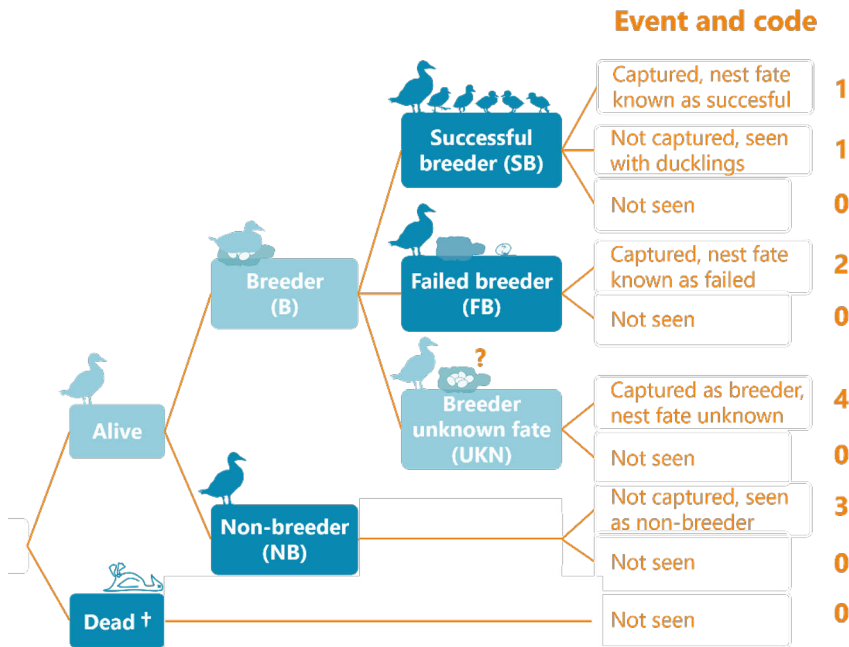 Event and code
Captured, nest fate
known as succesful
1
Successful
breeder (SB)
Not captured, seen
with ducklings
1
Not seen
0
Breeder
(B)
Failed breeder
(FB)
Captured, nest fate
known as failed
2
Not seen
0
?
Alive
Breeder
unknown fate
(UKN)
Captured as breeder,
nest fate unknown
4
Not seen
0
Non-breeder
(NB)
Not captured, seen
as non-breeder
3
Not seen
0
Dead †
Not seen
0